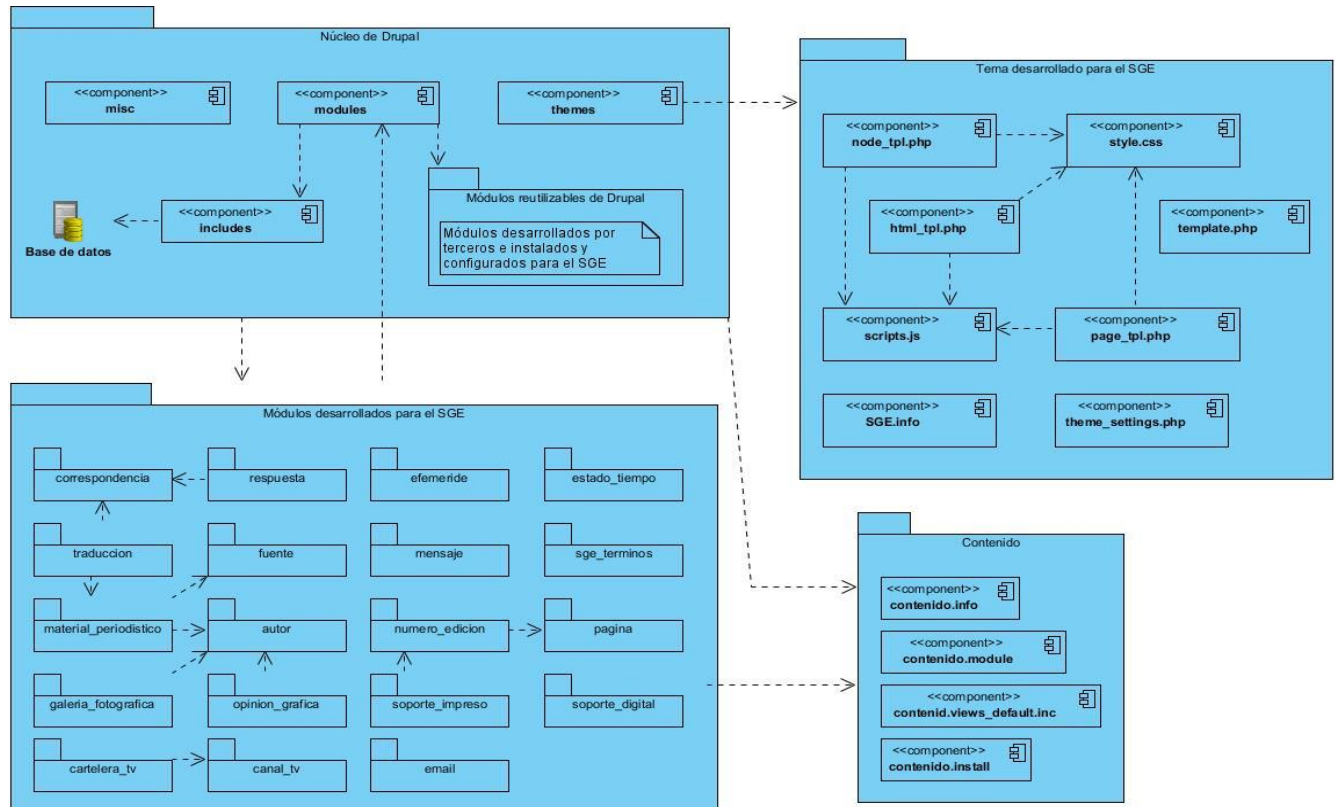 Núcleo de Drupal
<<component>>
misc
<<component>>
modules
<<component>>
themes
Base de datos
<<component>>
includes
Módulos reutilizables de Drupal
Módulos desarrollados por
terceros e instalados y
configurados para el SGE
Tema desarrollado para el SGE
<<component>>
node_tpl.php
<<component>>
style.css
<<component>>
html_tpl.php
<<component>>
template.php
<<component>>
scripts.js
<<component>>
page_tpl.php
<<component>>
SGE.info
<<component>>
theme_settings.php
Módulos desarrollados para el SGE
correspondencia
respuesta
efemeride
estado_tiempo
traduccion
fuente
mensaje
sge_terminos
material_periodistico
autor
numero_edicion
pagina
galeria_fotografica
opinion_grafica
soporte_impreso
soporte_digital
cartelera_tv
canal_tv
email
Contenido
<<component>>
contenido.info
<<component>>
contenido.module
<<component>>
contenid.views_default.inc
<<component>>
contenido.install